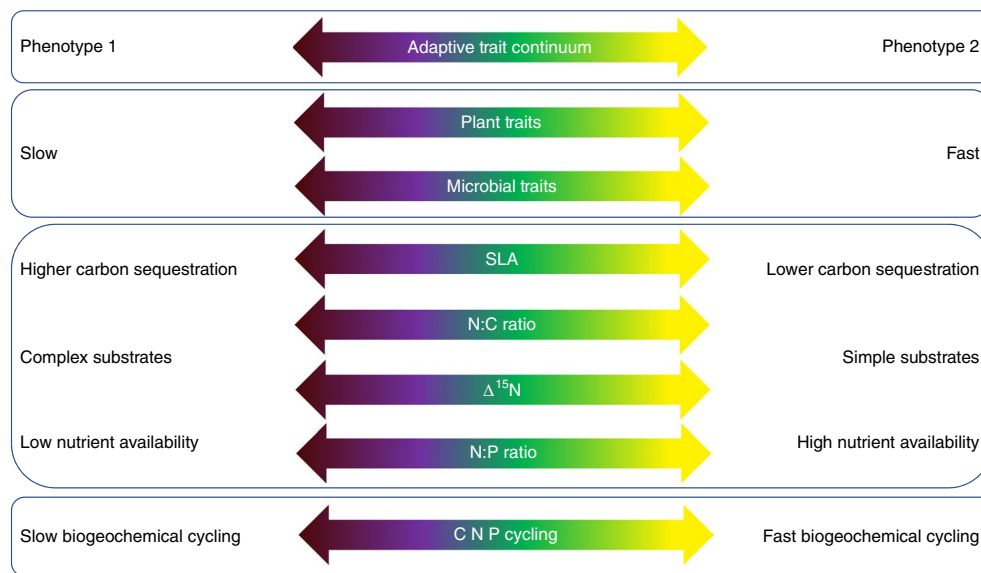 Phenotype 1 Adaptive trait continuum Phenotype 2
Plant traits
Slow Fast
Microbial traits
SLA
Higher carbon sequestration Lower carbon sequestration
N:C ratio
Complex substrates Simple substrates
Δ¹⁵N
Low nutrient availability N:P ratio High nutrient availability
Slow biogeochemical cycling C N P cycling Fast biogeochemical cycling